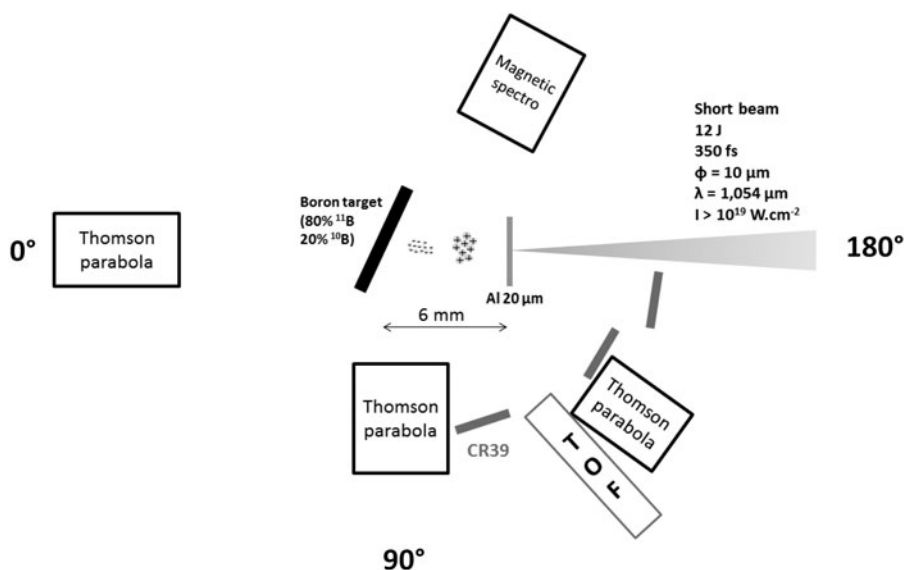 Magnetic
spectro
Short beam
12 J
350 fs
ϕ = 10 µm
λ = 1,054 µm
I > 10¹⁹ W.cm⁻²
Boron target
(80% ¹¹B
20% ¹⁰B)
0°
Thomson
parabola
180°
Al 20 µm
6 mm
Thomson
parabola
CR39
Thomson
parabola
TOF
90°